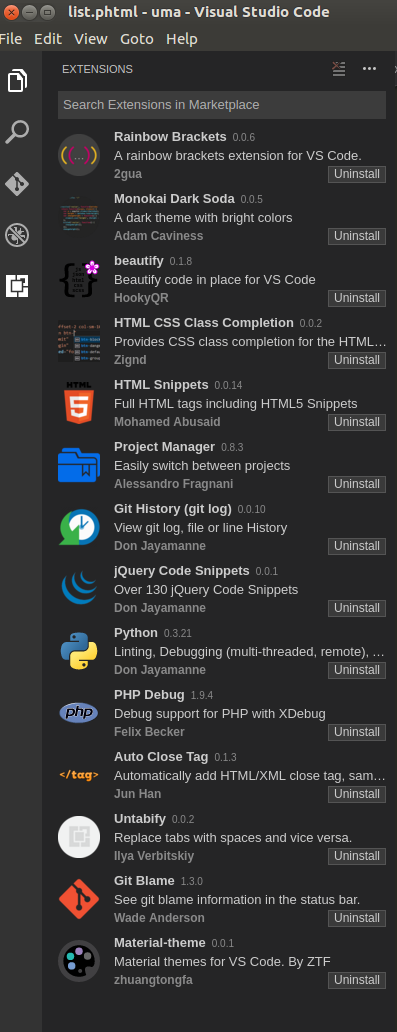 list.phtml - uma - Visual Studio Code
File Edit View Goto Help
EXTENSIONS
Search Extensions in Marketplace
Rainbow Brackets 0.0.6
A rainbow brackets extension for VS Code.
2gua Uninstall
Monokai Dark Soda 0.0.5
A dark theme with bright colors
Adam Caviness Uninstall
beautify 0.1.8
Beautify code in place for VS Code
HookyQR Uninstall
HTML CSS Class Completion 0.0.2
Provides CSS class completion for the HTML…
Zignd Uninstall
HTML
5
HTML Snippets 0.0.14
Full HTML tags including HTML5 Snippets
Mohamed Abusaid Uninstall
Project Manager 0.8.3
Easily switch between projects
Alessandro Fragnani Uninstall
Git History (git log) 0.0.10
View git log, file or line History
Don Jayamanne Uninstall
jQuery Code Snippets 0.0.1
Over 130 jQuery Code Snippets
Don Jayamanne Uninstall
Python 0.3.21
Linting, Debugging (multi-threaded, remote), …
Don Jayamanne Uninstall
php
PHP Debug 1.9.4
Debug support for PHP with XDebug
Felix Becker Uninstall
</tag>
Auto Close Tag 0.1.3
Automatically add HTML/XML close tag, sam…
Jun Han Uninstall
Untabify 0.0.2
Replace tabs with spaces and vice versa.
Ilya Verbitskiy Uninstall
Git Blame 1.3.0
See git blame information in the status bar.
Wade Anderson Uninstall
Material-theme 0.0.1
Material themes for VS Code. By ZTF
zhuangtongfa Uninstall